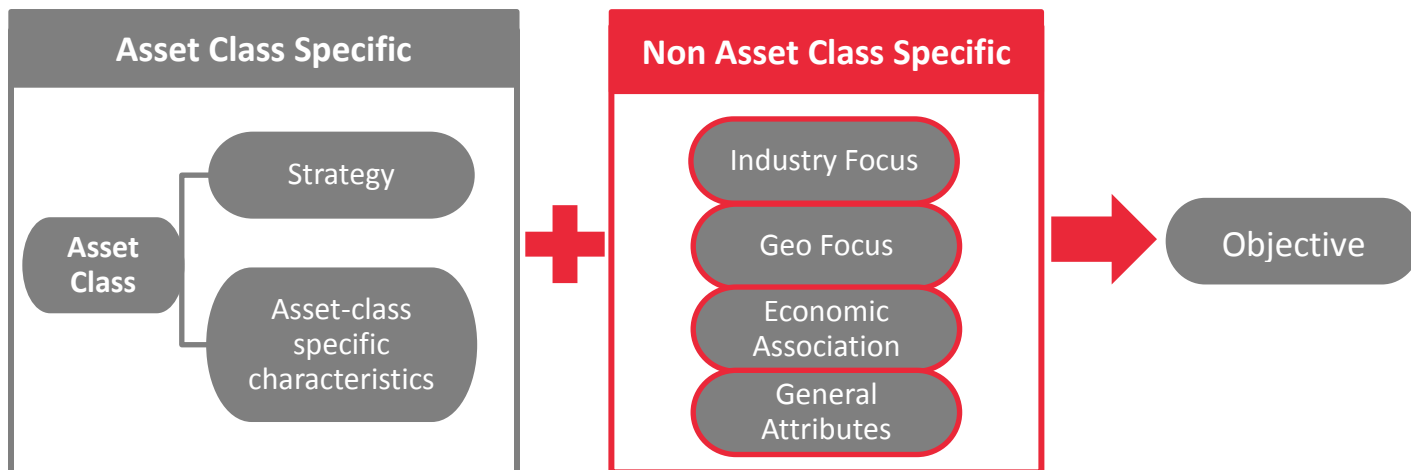 Asset Class Specific
Strategy
Asset
Class
Asset-class
specific
characteristics
Non Asset Class Specific
Industry Focus
Geo Focus
Economic
Association
General
Attributes
Objective